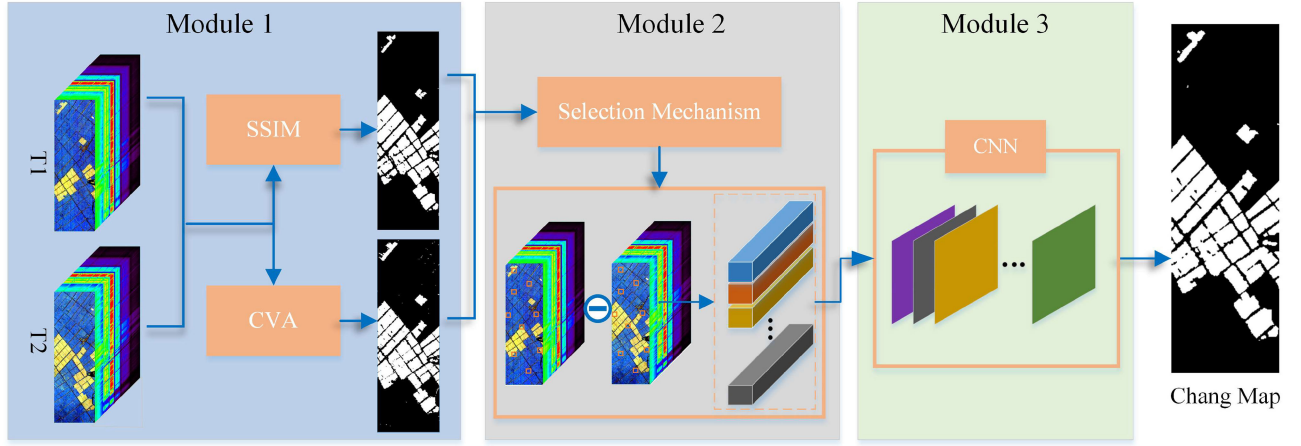 Module 1
Module 2
Module 3
T1
SSIM
Selection Mechanism
CNN
T2
CVA
Chang Map